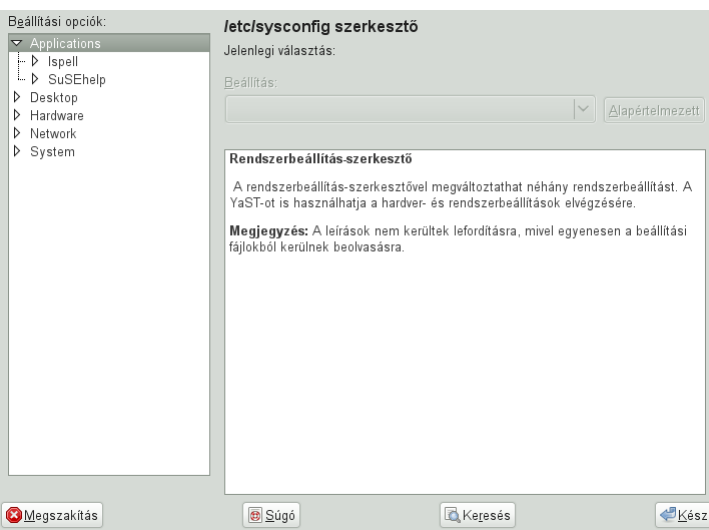 Beállítási opciók:
Applications
Ispell
SuSEhelp
Desktop
Hardware
Network
System
/etc/sysconfig szerkesztő
Jelenlegi választás:
Beállítás:
Alapértelmezett
Rendszerbeállítás-szerkesztő
A rendszerbeállítás-szerkesztővel megváltoztathat néhány rendszerbeállítást. A
YaST-ot is használhatja a hardver- és rendszerbeállítások elvégzésére.
Megjegyzés: A leírások nem kerültek lefordításra, mivel egyenesen a beállítási
fájlokból kerülnek beolvasásra.
Megszakítás
Súgó
Keresés
Kész